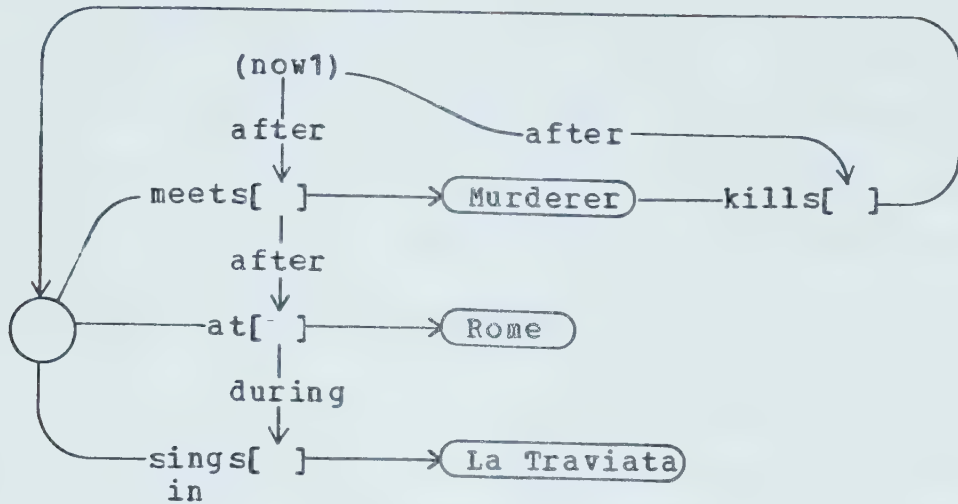 (now1)
after after
meets[ ] Murderer kills[ ]
after
at[ ] Rome
during
sings[ ] La Traviata
in